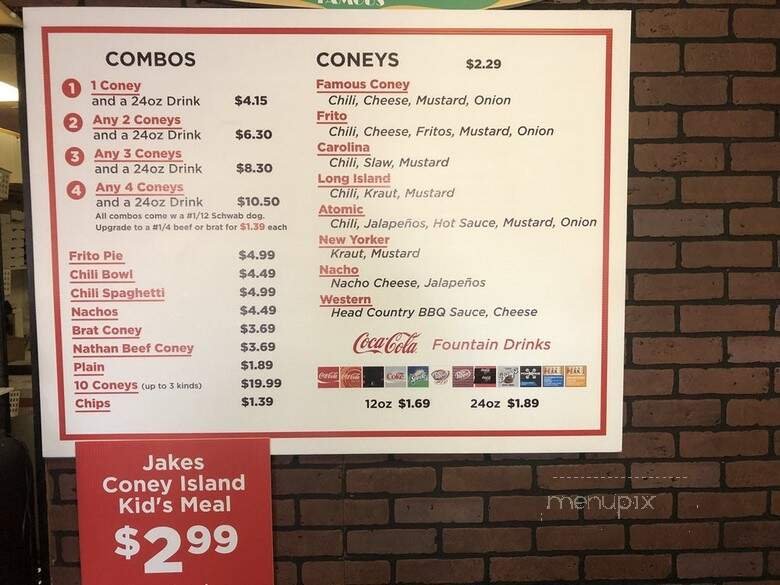 FAMOUS
COMBOS
1 1 Coney
and a 24oz Drink $4.15
2 Any 2 Coneys
and a 24oz Drink $6.30
3 Any 3 Coneys
and a 24oz Drink $8.30
4 Any 4 Coneys
and a 24oz Drink $10.50
All combos come w a #1/12 Schwab dog.
Upgrade to a #1/4 beef or brat for $1.39 each
Frito Pie $4.99
Chili Bowl $4.49
Chili Spaghetti $4.99
Nachos $4.49
Brat Coney $3.69
Nathan Beef Coney $3.69
Plain $1.89
10 Coneys (up to 3 kinds) $19.99
Chips $1.39
CONEYS $2.29
Famous Coney
Chili, Cheese, Mustard, Onion
Frito
Chili, Cheese, Fritos, Mustard, Onion
Carolina
Chili, Slaw, Mustard
Long Island
Chili, Kraut, Mustard
Atomic
Chili, Jalapeños, Hot Sauce, Mustard, Onion
New Yorker
Kraut, Mustard
Nacho
Nacho Cheese, Jalapeños
Western
Head Country BBQ Sauce, Cheese
Coca-Cola Fountain Drinks
12oz $1.69 24oz $1.89
Jakes
Coney Island
Kid's Meal
$2.99
menupix